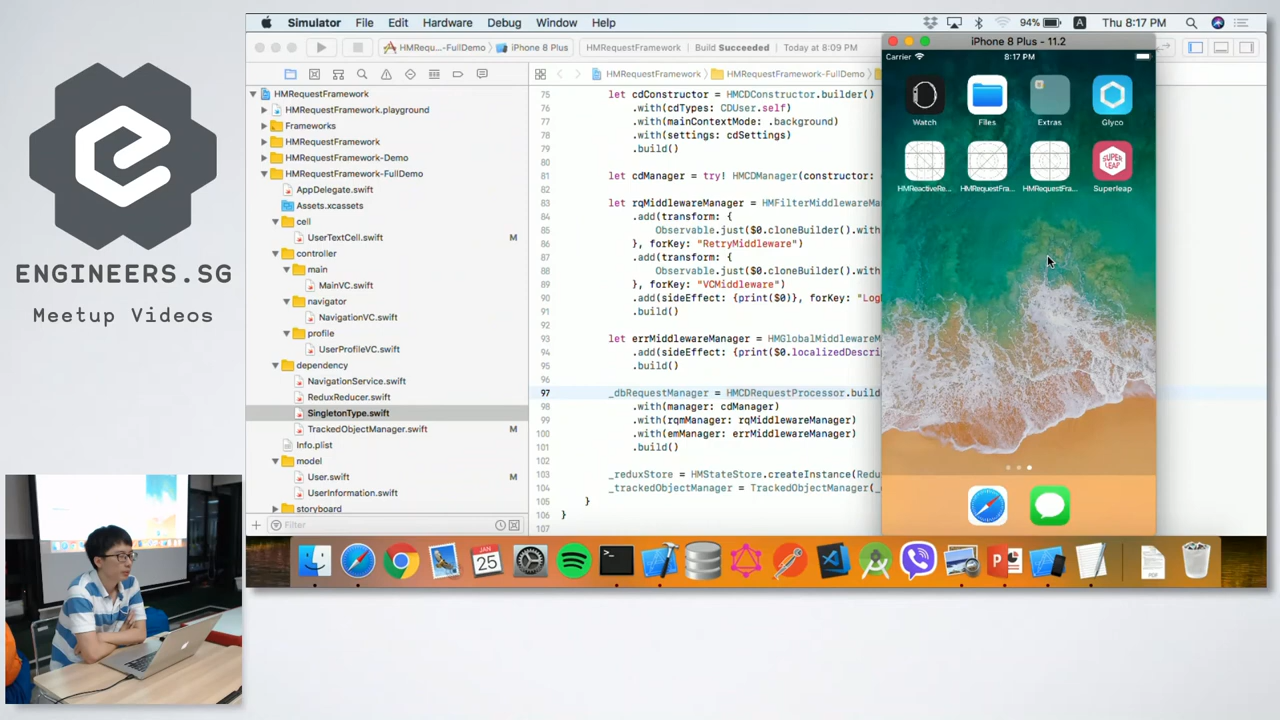 ENGINEERS.SG
Meetup Videos
Simulator File Edit Hardware Debug Window Help
94% A Thu 8:17 PM
HMRequ...-FullDemo iPhone 8 Plus
HMRequestFramework Build Succeeded Today at 8:09 PM
HMRequestFramework HMRequestFramework-FullDemo
HMRequestFramework
HMRequestFramework.playground
Frameworks
HMRequestFramework
HMRequestFramework-Demo
HMRequestFramework-FullDemo
AppDelegate.swift
Assets.xcassets
cell
UserTextCell.swift M
controller
main
MainVC.swift
navigator
NavigationVC.swift
profile
UserProfileVC.swift
dependency
NavigationService.swift
ReduxReducer.swift
SingletonType.swift
TrackedObjectManager.swift M
Info.plist
model
User.swift M
UserInformation.swift
storyboard
Filter
75 let cdConstructor = HMCDConstructor.builder()
76 .with(cdTypes: CDUser.self)
77 .with(mainContextMode: .background)
78 .with(settings: cdSettings)
79 .build()
80
81 let cdManager = try! HMCDManager(constructor:
82
83 let rqMiddlewareManager = HMFilterMiddlewareMa
84 .add(transform: {
85 Observable.just($0.cloneBuilder().with
86 }, forKey: "RetryMiddleware")
87 .add(transform: {
88 Observable.just($0.cloneBuilder().with
89 }, forKey: "VCMiddleware")
90 .add(sideEffect: {print($0)}, forKey: "Log
91 .build()
92
93 let errMiddlewareManager = HMGlobalMiddlewareM
94 .add(sideEffect: {print($0.localizedDescri
95 .build()
96
97 _dbRequestManager = HMCDRequestProcessor.build
98 .with(manager: cdManager)
99 .with(rqmManager: rqMiddlewareManager)
100 .with(emManager: errMiddlewareManager)
101 .build()
102
103 _reduxStore = HMStateStore.createInstance(Redu
104 _trackedObjectManager = TrackedObjectManager(_
105 }
106 }
107
iPhone 8 Plus - 11.2
Carrier 8:17 PM
Watch Files Extras Glyco
SUPER
LEAP
HMReactiveRe... HMRequestFra... HMRequestFra... Superleap
JAN
25
PDF